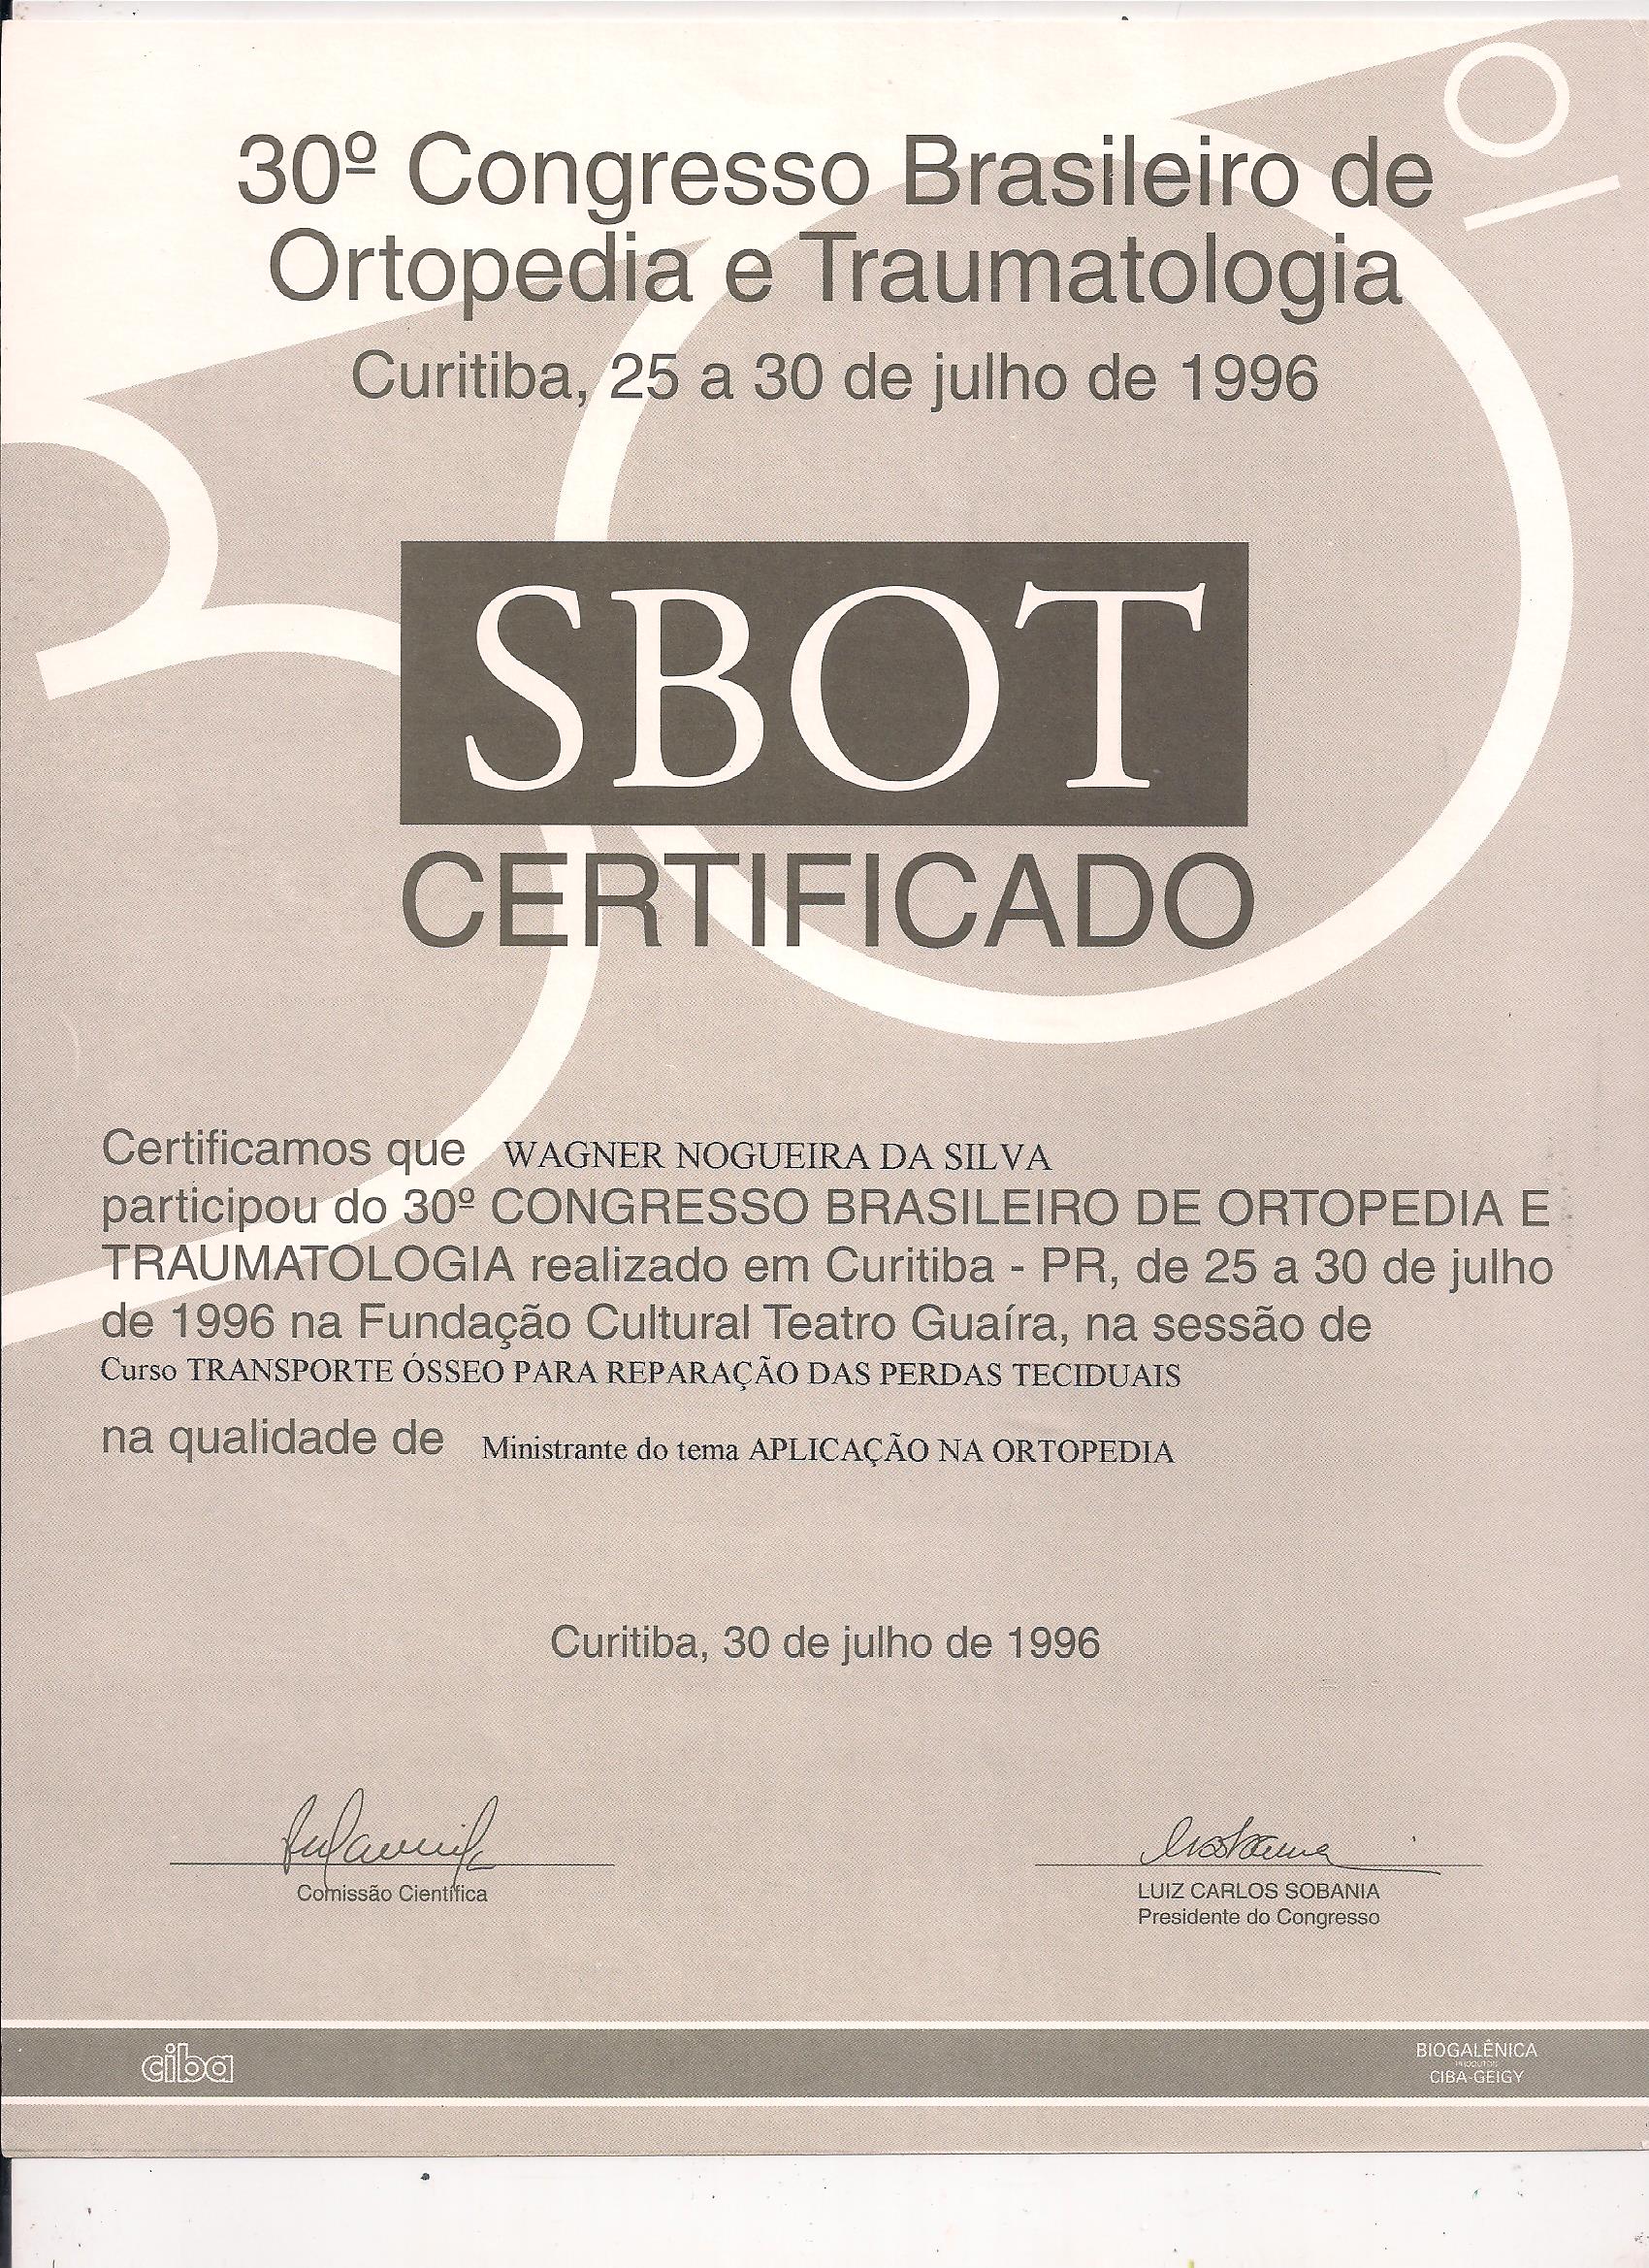 30º Congresso Brasileiro de
Ortopedia e Traumatologia
Curitiba, 25 a 30 de julho de 1996
SBOT
CERTIFICADO
Certificamos que WAGNER NOGUEIRA DA SILVA
participou do 30º CONGRESSO BRASILEIRO DE ORTOPEDIA E
TRAUMATOLOGIA realizado em Curitiba - PR, de 25 a 30 de julho
de 1996 na Fundação Cultural Teatro Guaíra, na sessão de
Curso TRANSPORTE ÓSSEO PARA REPARAÇÃO DAS PERDAS TECIDUAIS
na qualidade de Ministrante do tema APLICAÇÃO NA ORTOPEDIA
Curitiba, 30 de julho de 1996
Comissão Científica
LUIZ CARLOS SOBANIA
Presidente do Congresso
ciba
BIOGALÊNICA
PRODUTOS
CIBA-GEIGY